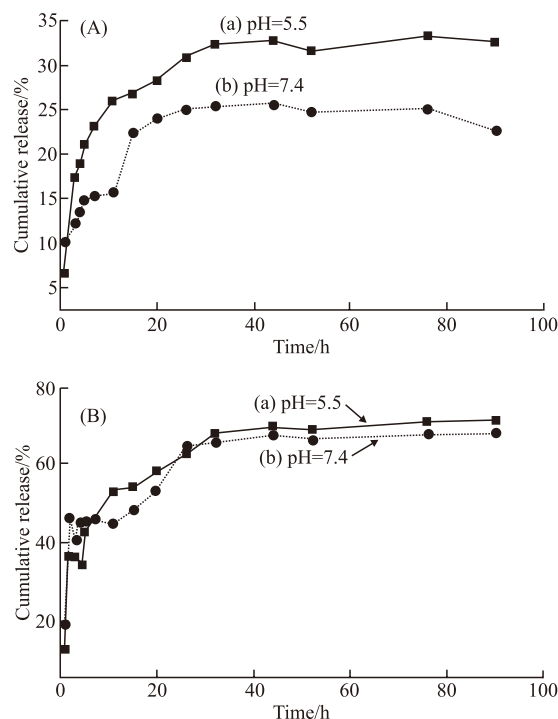 (A)
(a) pH=5.5
(b) pH=7.4
Cumulative release/%
35
30
25
20
15
10
5
0 20 40 60 80 100
Time/h
(B)
(a) pH=5.5
(b) pH=7.4
Cumulative release/%
80
60
40
20
0 20 40 60 80 100
Time/h